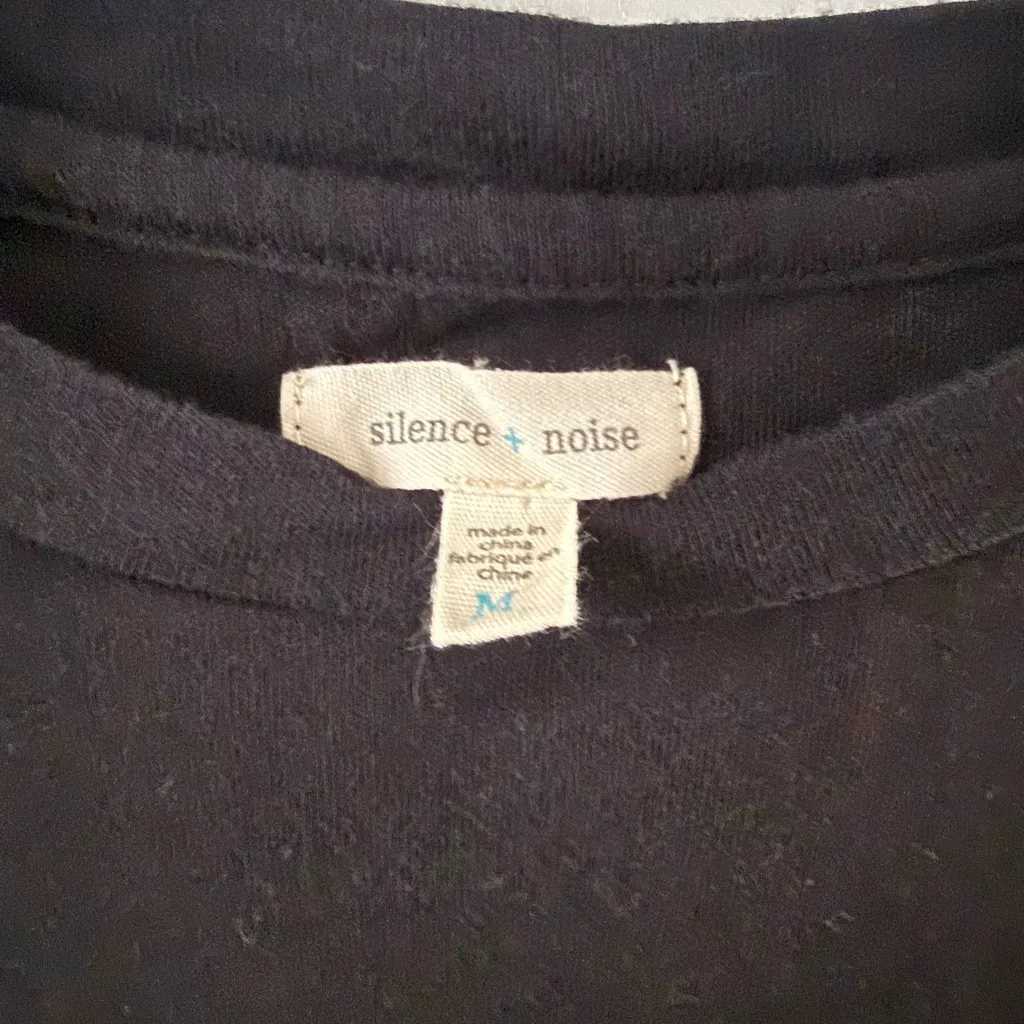 silence + noise
made in
china
fabriqué en
chine
M